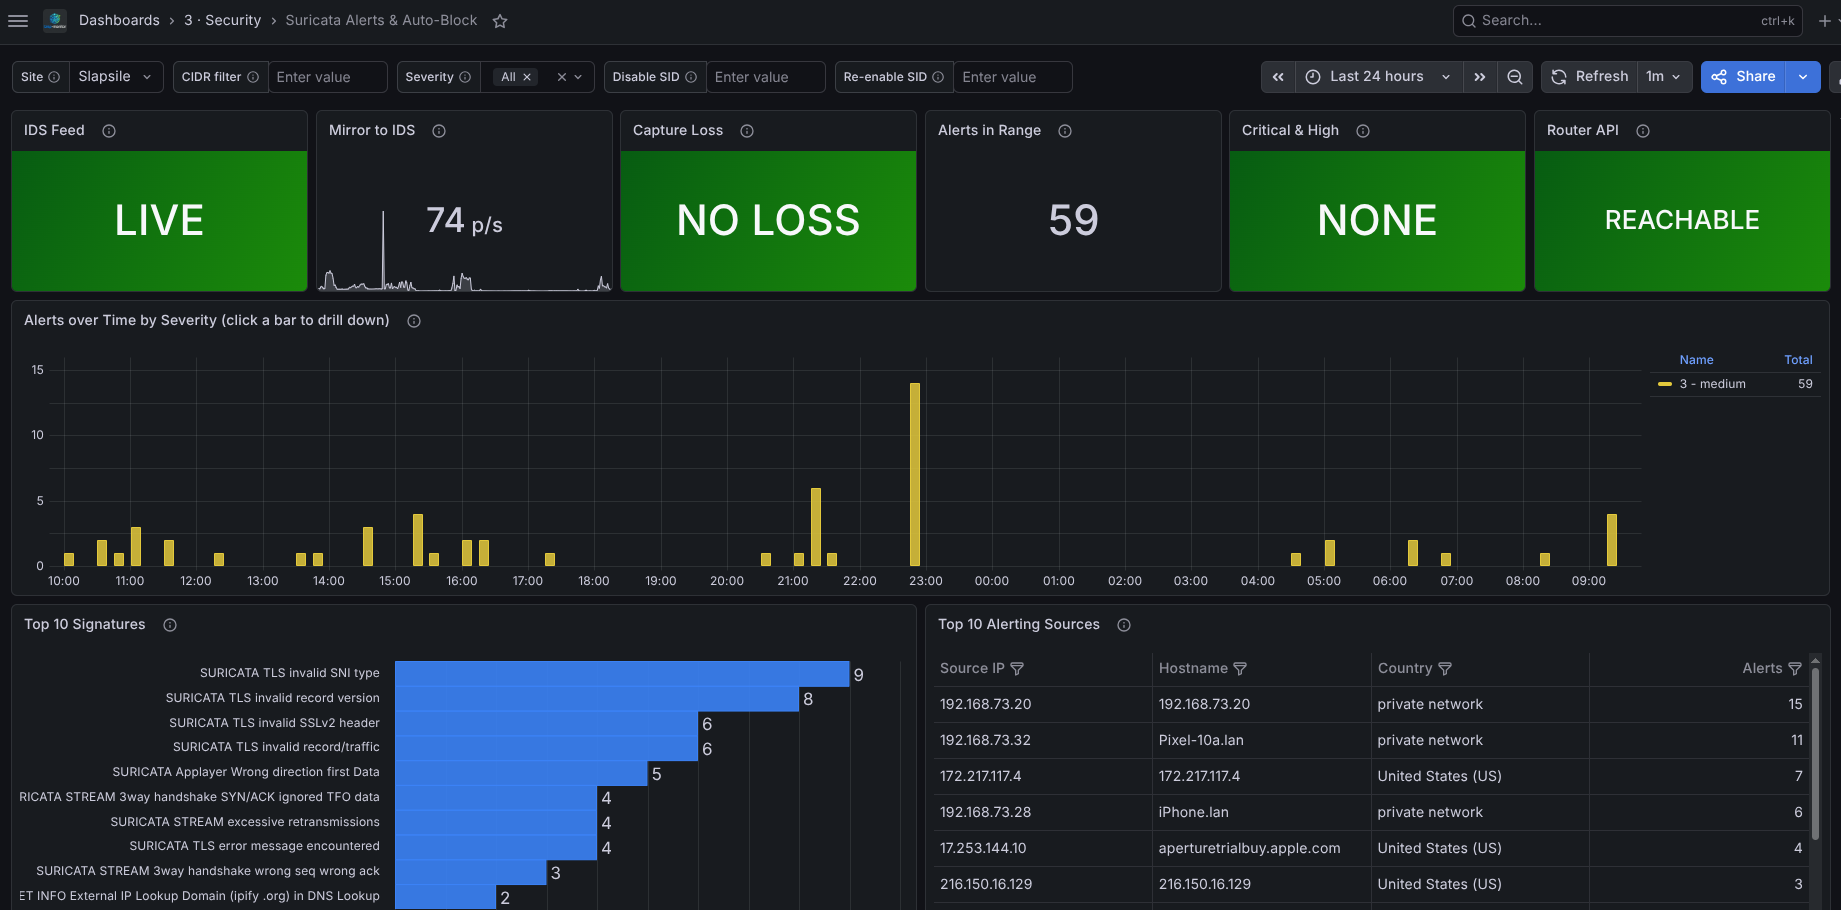 Dashboards › 3 · Security › Suricata Alerts & Auto-Block
Search... ctrl+k
Site Slapsile CIDR filter Enter value Severity All Disable SID Enter value Re-enable SID Enter value Last 24 hours Refresh 1m Share
IDS Feed
LIVE
Mirror to IDS
74 p/s
Capture Loss
NO LOSS
Alerts in Range
59
Critical & High
NONE
Router API
REACHABLE
Alerts over Time by Severity (click a bar to drill down)
15
10
5
0
10:00 11:00 12:00 13:00 14:00 15:00 16:00 17:00 18:00 19:00 20:00 21:00 22:00 23:00 00:00 01:00 02:00 03:00 04:00 05:00 06:00 07:00 08:00 09:00
Name Total
3 - medium 59
Top 10 Signatures
SURICATA TLS invalid SNI type 9
SURICATA TLS invalid record version 8
SURICATA TLS invalid SSLv2 header 6
SURICATA TLS invalid record/traffic 6
SURICATA Applayer Wrong direction first Data 5
RICATA STREAM 3way handshake SYN/ACK ignored TFO data 4
SURICATA STREAM excessive retransmissions 4
SURICATA TLS error message encountered 4
SURICATA STREAM 3way handshake wrong seq wrong ack 3
ET INFO External IP Lookup Domain (ipify .org) in DNS Lookup 2
Top 10 Alerting Sources
Source IP Hostname Country Alerts
192.168.73.20 192.168.73.20 private network 15
192.168.73.32 Pixel-10a.lan private network 11
172.217.117.4 172.217.117.4 United States (US) 7
192.168.73.28 iPhone.lan private network 6
17.253.144.10 aperturetrialbuy.apple.com United States (US) 4
216.150.16.129 216.150.16.129 United States (US) 3